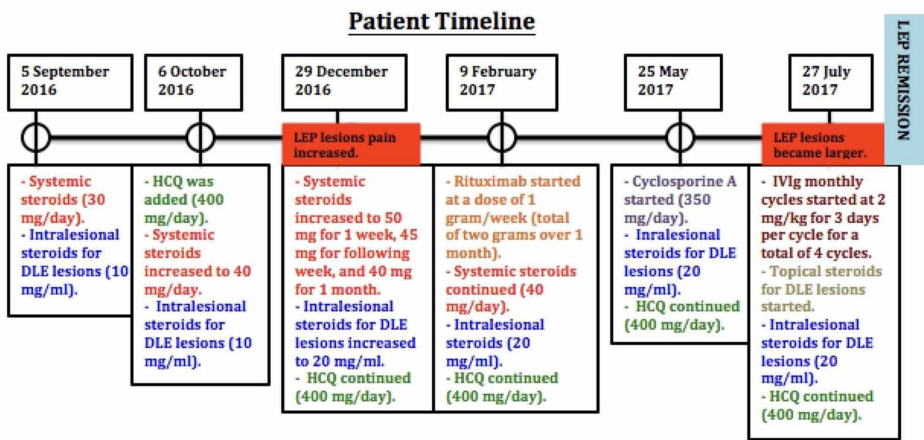 Patient Timeline
LEP REMISSION
5 September
2016
6 October
2016
29 December
2016
9 February
2017
25 May
2017
27 July
2017
LEP lesions pain
increased.
LEP lesions
became larger.
- Systemic
steroids (30
mg/day).
- Intralesional
steroids for
DLE lesions (10
mg/ml).
- HCQ was
added (400
mg/day).
- Systemic
steroids
increased to 40
mg/day.
- Intralesional
steroids for
DLE lesions (10
mg/ml).
- Systemic
steroids
increased to 50
mg for 1 week, 45
mg for following
week, and 40 mg
for 1 month.
- Intralesional
steroids for DLE
lesions increased
to 20 mg/ml.
- HCQ continued
(400 mg/day).
- Rituximab started
at a dose of 1
gram/week (total
of two grams over 1
month).
- Systemic steroids
continued (40
mg/day).
- Intralesional
steroids (20
mg/ml).
- HCQ continued
(400 mg/day).
- Cyclosporine A
started (350
mg/day).
- Inralesional
steroids for DLE
lesions (20
mg/ml).
- HCQ continued
(400 mg/day).
- IVIg monthly
cycles started at 2
mg/kg for 3 days
per cycle for a
total of 4 cycles.
- Topical steroids
for DLE lesions
started.
- Intralesional
steroids for DLE
lesions (20
mg/ml).
- HCQ continued
(400 mg/day).